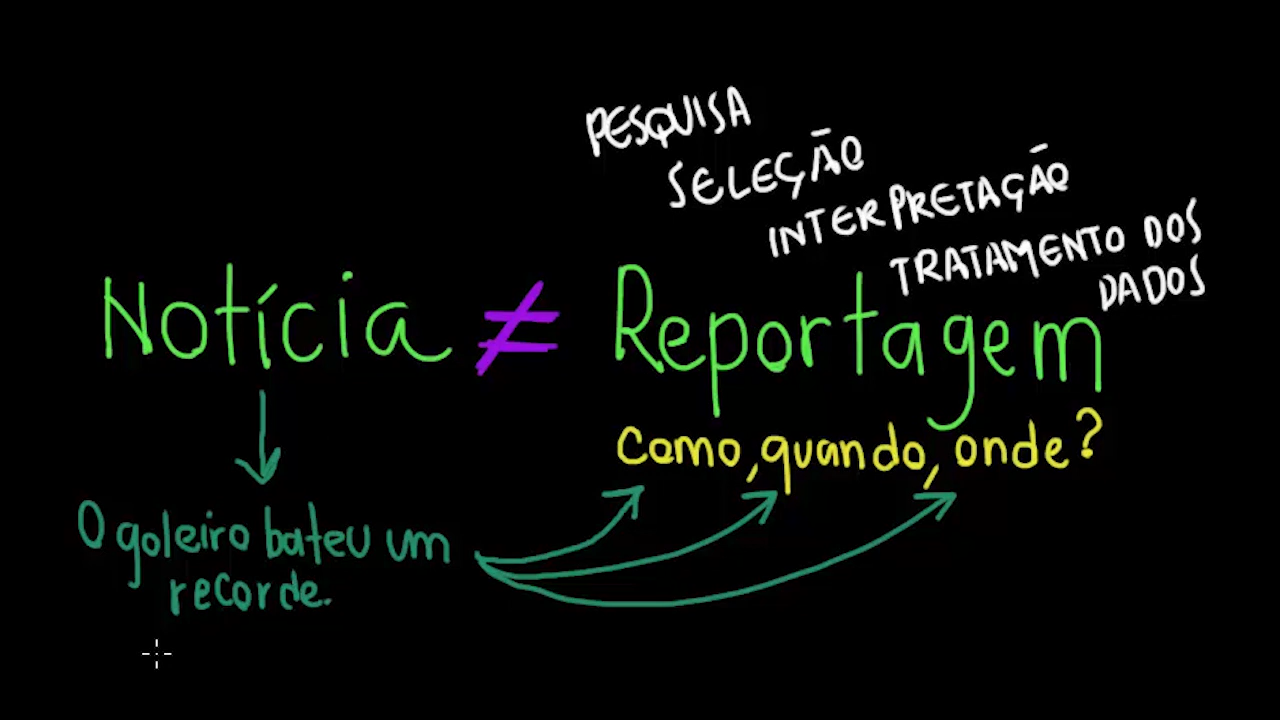 PESQUISA
SELEÇÃO
INTERPRETAÇÃO
TRATAMENTO DOS
DADOS
Notícia ≠ Reportagem
Como, quando, onde?
O goleiro bateu um
recorde.